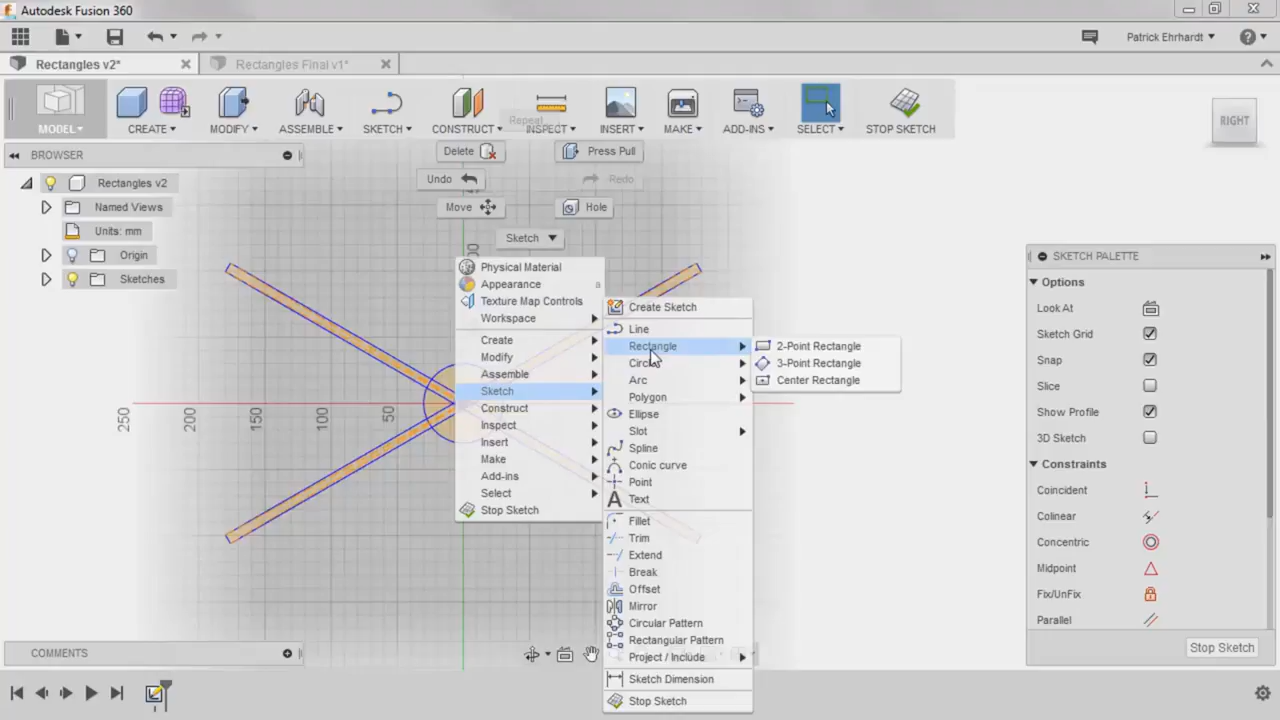 Autodesk Fusion 360
Patrick Ehrhardt
Rectangles v2*
Rectangles Final v1*
MODEL
CREATE
MODIFY
ASSEMBLE
SKETCH
CONSTRUCT
INSPECT
INSERT
MAKE
ADD-INS
SELECT
STOP SKETCH
Repeat
RIGHT
BROWSER
Rectangles v2
Named Views
Units: mm
Origin
Sketches
Delete
Press Pull
Undo
Redo
Move
Hole
Sketch
Physical Material
Appearance a
Texture Map Controls
Workspace
Create
Modify
Assemble
Sketch
Construct
Inspect
Insert
Make
Add-ins
Select
Stop Sketch
Create Sketch
Line
Rectangle
Circle
Arc
Polygon
Ellipse
Slot
Spline
Conic curve
Point
Text
Fillet
Trim
Extend
Break
Offset
Mirror
Circular Pattern
Rectangular Pattern
Project / Include
Sketch Dimension
Stop Sketch
2-Point Rectangle
3-Point Rectangle
Center Rectangle
250
200
150
100
50
SKETCH PALETTE
Options
Look At
Sketch Grid
Snap
Slice
Show Profile
3D Sketch
Constraints
Coincident
Colinear
Concentric
Midpoint
Fix/UnFix
Parallel
Stop Sketch
COMMENTS